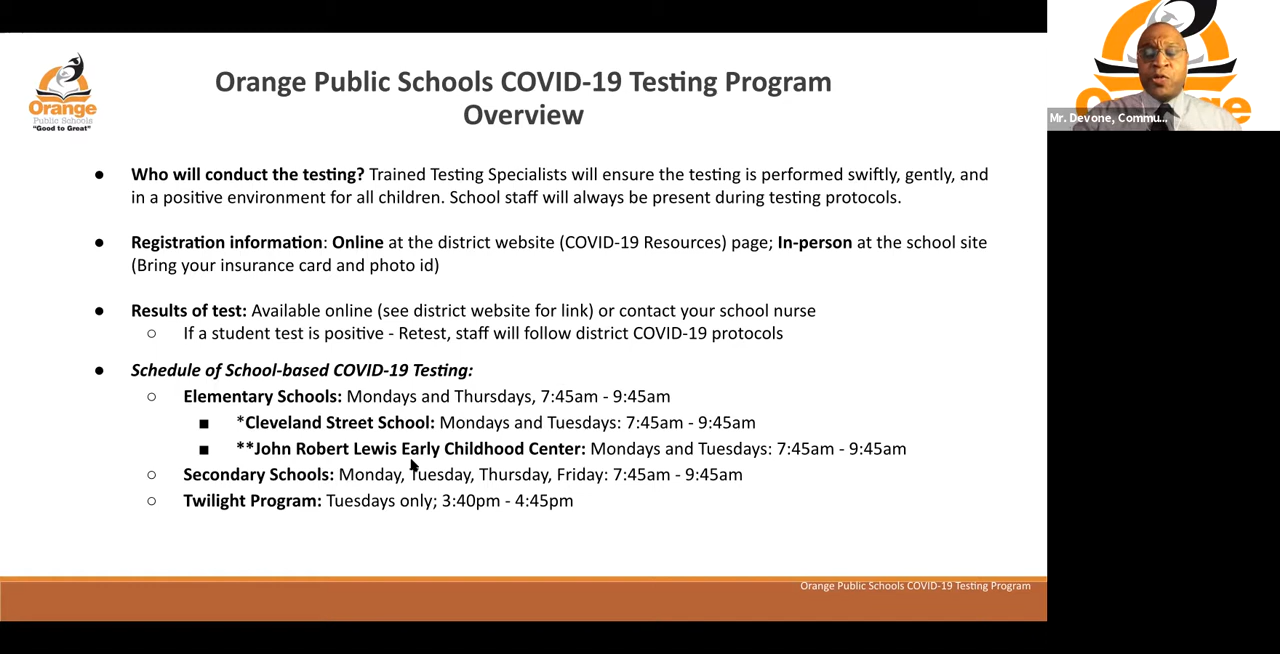 Orange Public Schools COVID-19 Testing Program
Overview
Orange
Public Schools
"Good to Great"
Mr. Devone, Commu...
● Who will conduct the testing? Trained Testing Specialists will ensure the testing is performed swiftly, gently, and
in a positive environment for all children. School staff will always be present during testing protocols.
● Registration information: Online at the district website (COVID-19 Resources) page; In-person at the school site
(Bring your insurance card and photo id)
● Results of test: Available online (see district website for link) or contact your school nurse
○ If a student test is positive - Retest, staff will follow district COVID-19 protocols
● Schedule of School-based COVID-19 Testing:
○ Elementary Schools: Mondays and Thursdays, 7:45am - 9:45am
■ *Cleveland Street School: Mondays and Tuesdays: 7:45am - 9:45am
■ **John Robert Lewis Early Childhood Center: Mondays and Tuesdays: 7:45am - 9:45am
○ Secondary Schools: Monday, Tuesday, Thursday, Friday: 7:45am - 9:45am
○ Twilight Program: Tuesdays only; 3:40pm - 4:45pm
Orange Public Schools COVID-19 Testing Program